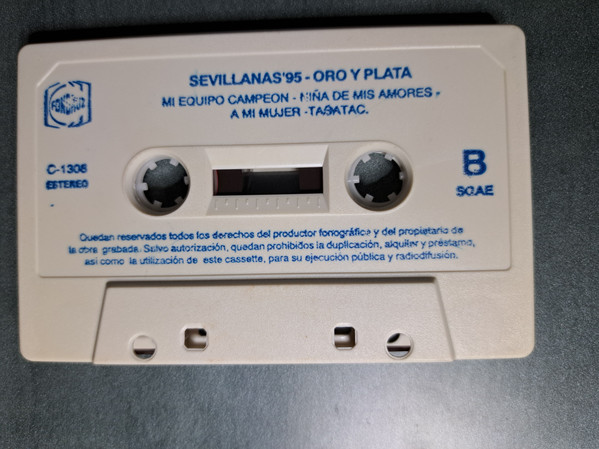 SEVILLANAS'95 - ORO Y PLATA
MI EQUIPO CAMPEON - NIÑA DE MIS AMORES -
A MI MUJER - TABATAC.
FONOCRUZ
C-1306
ESTEREO
B
SGAE
Quedan reservados todos los derechos del productor fonográfico y del propietario de
la obra grabada. Salvo autorización, quedan prohibidos la duplicación, alquiler y préstamo,
así como la utilización de este cassette, para su ejecución pública y radiodifusión.